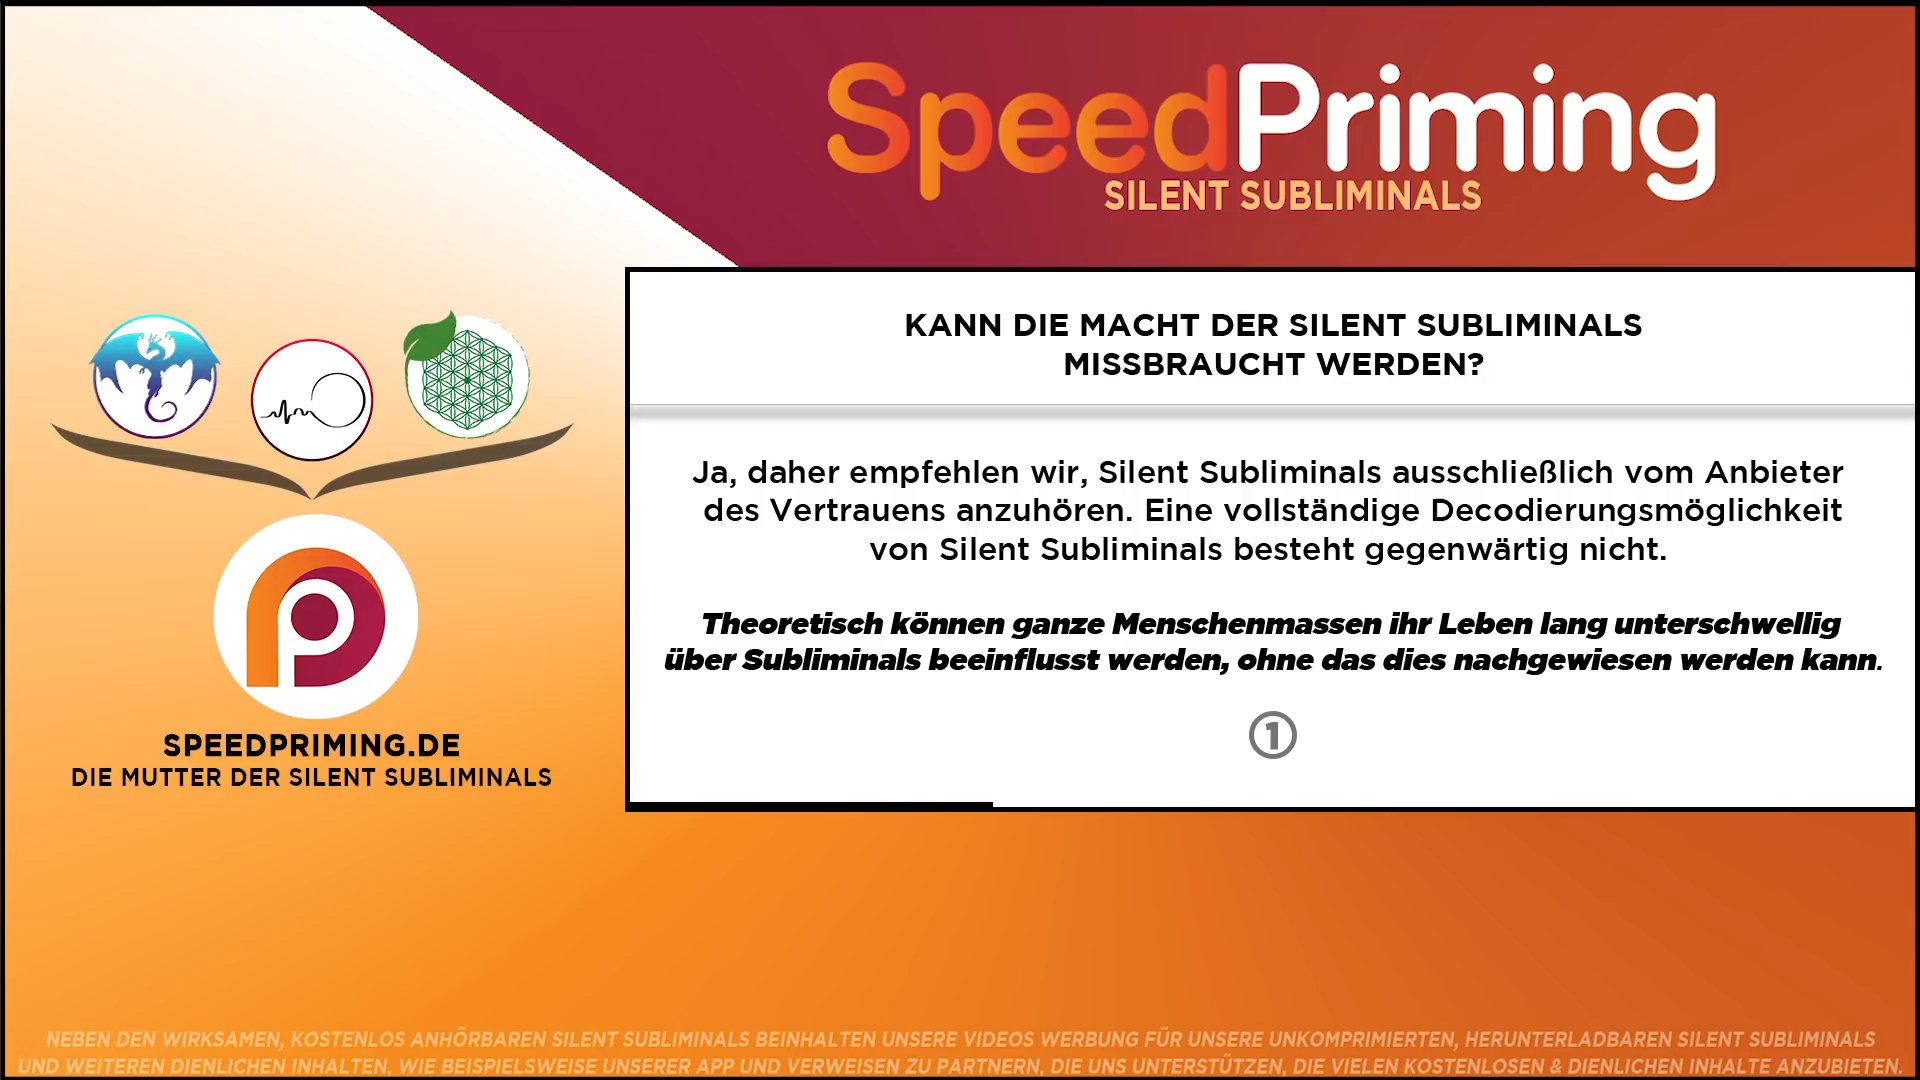 SpeedPriming
SILENT SUBLIMINALS
KANN DIE MACHT DER SILENT SUBLIMINALS
MISSBRAUCHT WERDEN?
Ja, daher empfehlen wir, Silent Subliminals ausschließlich vom Anbieter
des Vertrauens anzuhören. Eine vollständige Decodierungsmöglichkeit
von Silent Subliminals besteht gegenwärtig nicht.
Theoretisch können ganze Menschenmassen ihr Leben lang unterschwellig
über Subliminals beeinflusst werden, ohne das dies nachgewiesen werden kann.
①
SPEEDPRIMING.DE
DIE MUTTER DER SILENT SUBLIMINALS
NEBEN DEN WIRKSAMEN, KOSTENLOS ANHÖRBAREN SILENT SUBLIMINALS BEINHALTEN UNSERE VIDEOS WERBUNG FÜR UNSERE UNKOMPRIMIERTEN, HERUNTERLADBAREN SILENT SUBLIMINALS
UND WEITEREN DIENLICHEN INHALTEN, WIE BEISPIELSWEISE UNSERER APP UND VERWEISEN ZU PARTNERN, DIE UNS UNTERSTÜTZEN, DIE VIELEN KOSTENLOSEN & DIENLICHEN INHALTE ANZUBIETEN.